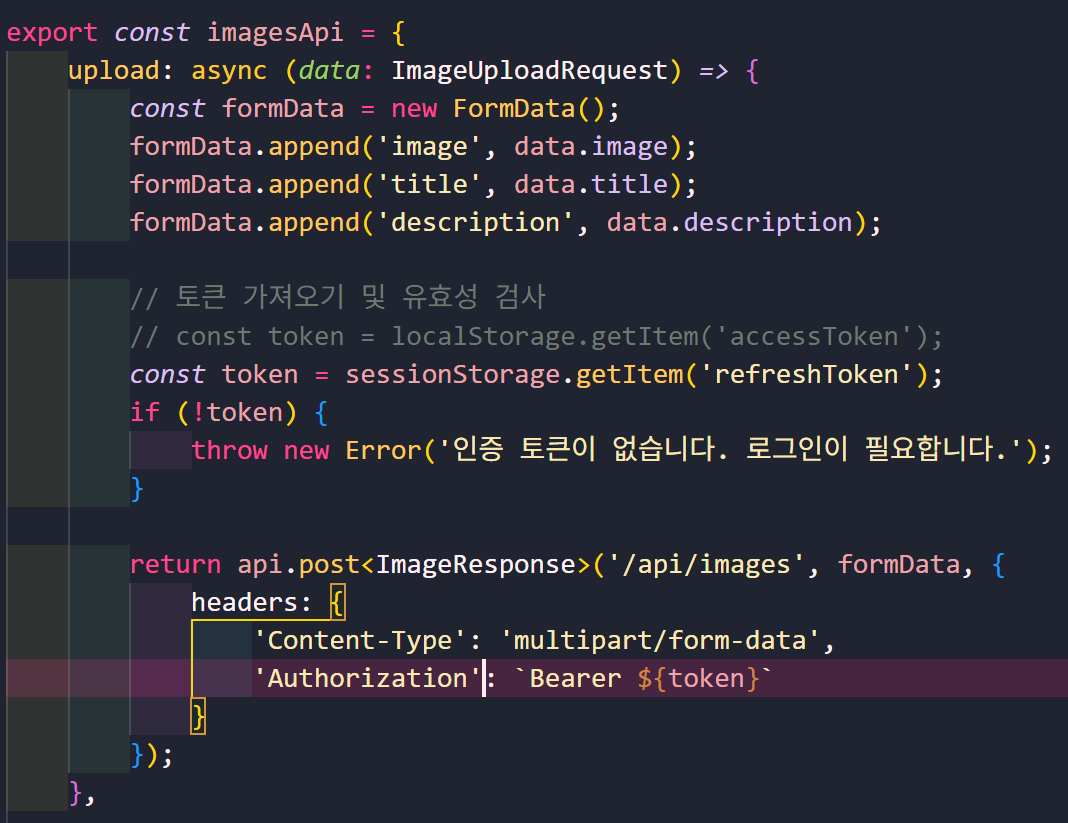 export const imagesApi = {
    upload: async (data: ImageUploadRequest) => {
        const formData = new FormData();
        formData.append('image', data.image);
        formData.append('title', data.title);
        formData.append('description', data.description);

        // 토큰 가져오기 및 유효성 검사
        // const token = localStorage.getItem('accessToken');
        const token = sessionStorage.getItem('refreshToken');
        if (!token) {
            throw new Error('인증 토큰이 없습니다. 로그인이 필요합니다.');
        }

        return api.post<ImageResponse>('/api/images', formData, {
            headers: {
                'Content-Type': 'multipart/form-data',
                'Authorization': `Bearer ${token}`
            }
        });
    },